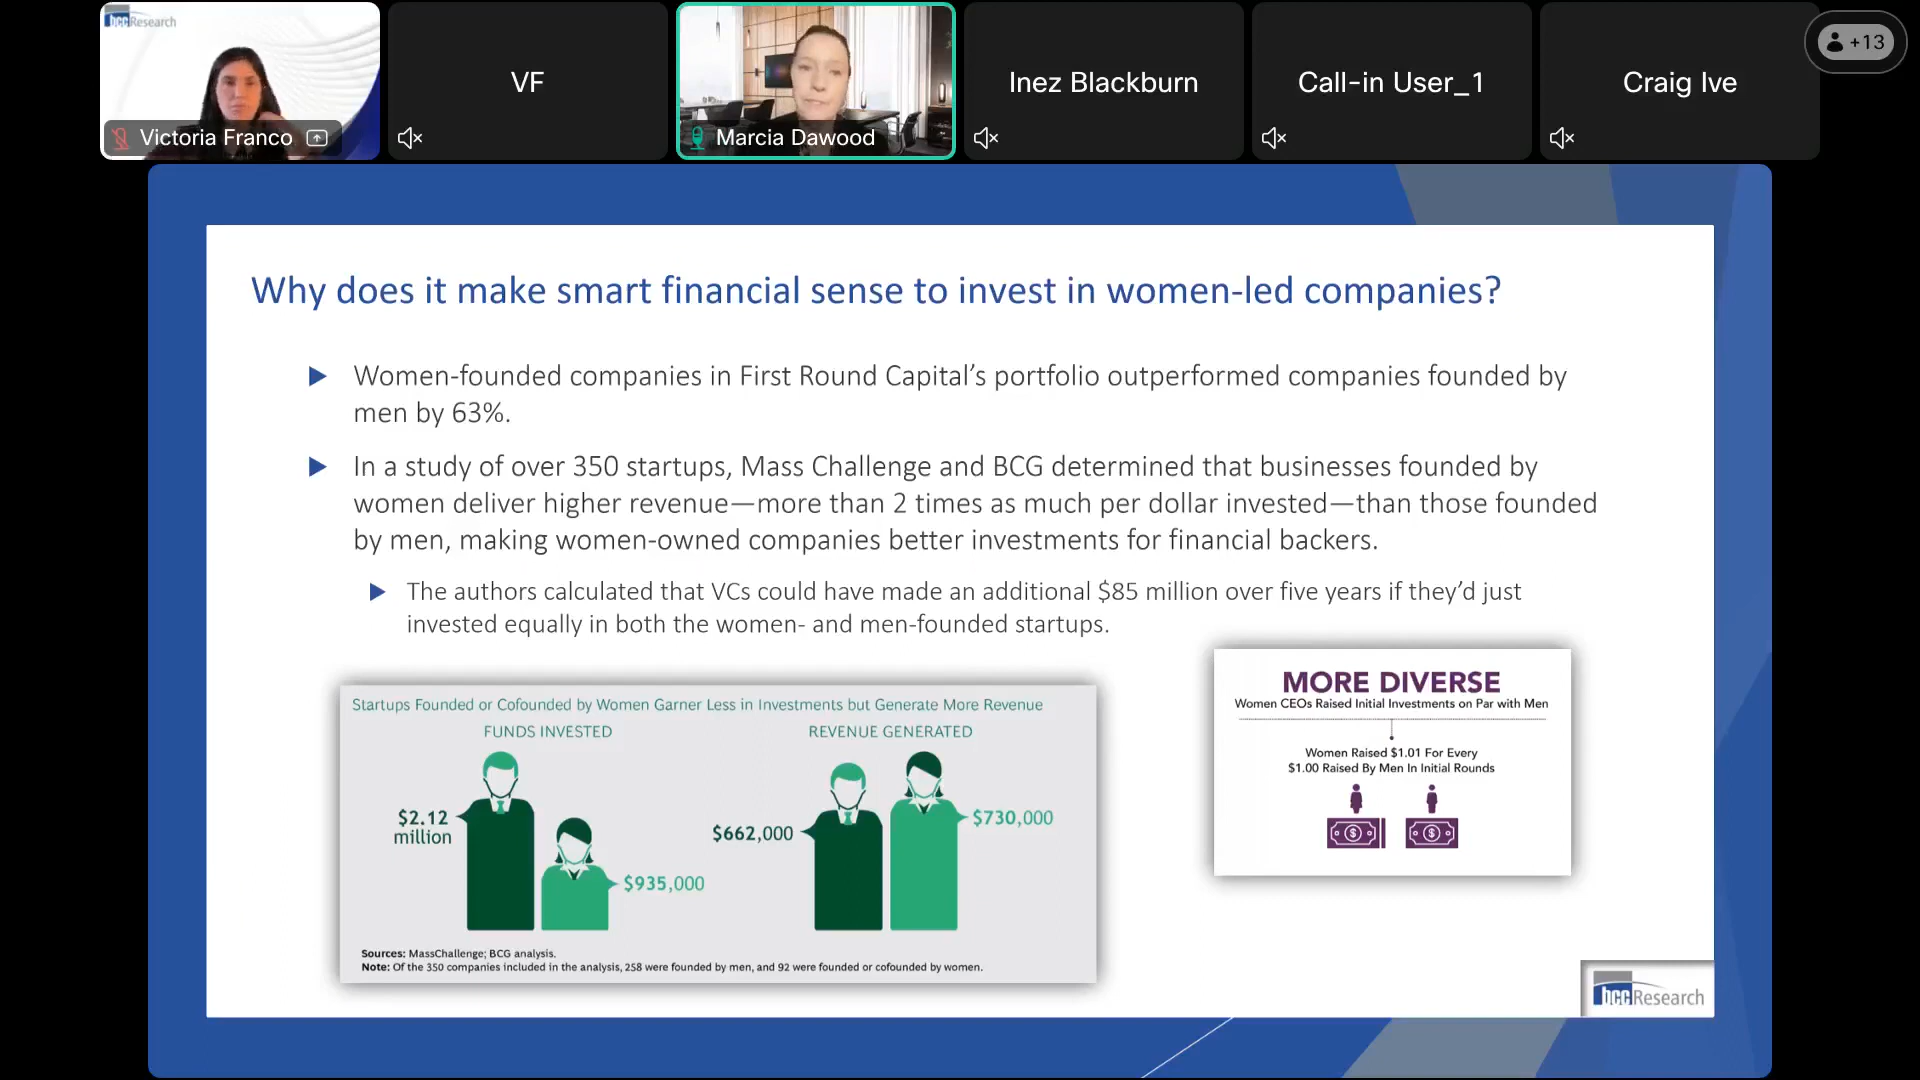 bccResearch
Victoria Franco
VF
Marcia Dawood
Inez Blackburn
Call-in User_1
Craig Ive
+13
Why does it make smart financial sense to invest in women-led companies?
Women-founded companies in First Round Capital’s portfolio outperformed companies founded by
men by 63%.
In a study of over 350 startups, Mass Challenge and BCG determined that businesses founded by
women deliver higher revenue—more than 2 times as much per dollar invested—than those founded
by men, making women-owned companies better investments for financial backers.
The authors calculated that VCs could have made an additional $85 million over five years if they’d just
invested equally in both the women- and men-founded startups.
Startups Founded or Cofounded by Women Garner Less in Investments but Generate More Revenue
FUNDS INVESTED
REVENUE GENERATED
$2.12
million
$935,000
$662,000
$730,000
Sources: MassChallenge; BCG analysis.
Note: Of the 350 companies included in the analysis, 258 were founded by men, and 92 were founded or cofounded by women.
MORE DIVERSE
Women CEOs Raised Initial Investments on Par with Men
Women Raised $1.01 For Every
$1.00 Raised By Men In Initial Rounds
bccResearch